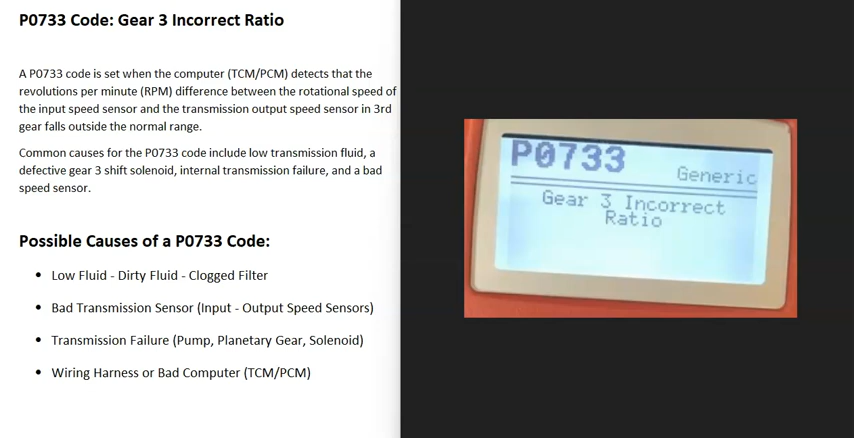 P0733 Code: Gear 3 Incorrect Ratio
A P0733 code is set when the computer (TCM/PCM) detects that the
revolutions per minute (RPM) difference between the rotational speed of
the input speed sensor and the transmission output speed sensor in 3rd
gear falls outside the normal range.
Common causes for the P0733 code include low transmission fluid, a
defective gear 3 shift solenoid, internal transmission failure, and a bad
speed sensor.
Possible Causes of a P0733 Code:
• Low Fluid - Dirty Fluid - Clogged Filter
• Bad Transmission Sensor (Input - Output Speed Sensors)
• Transmission Failure (Pump, Planetary Gear, Solenoid)
• Wiring Harness or Bad Computer (TCM/PCM)
P0733
Generic
Gear 3 Incorrect
Ratio